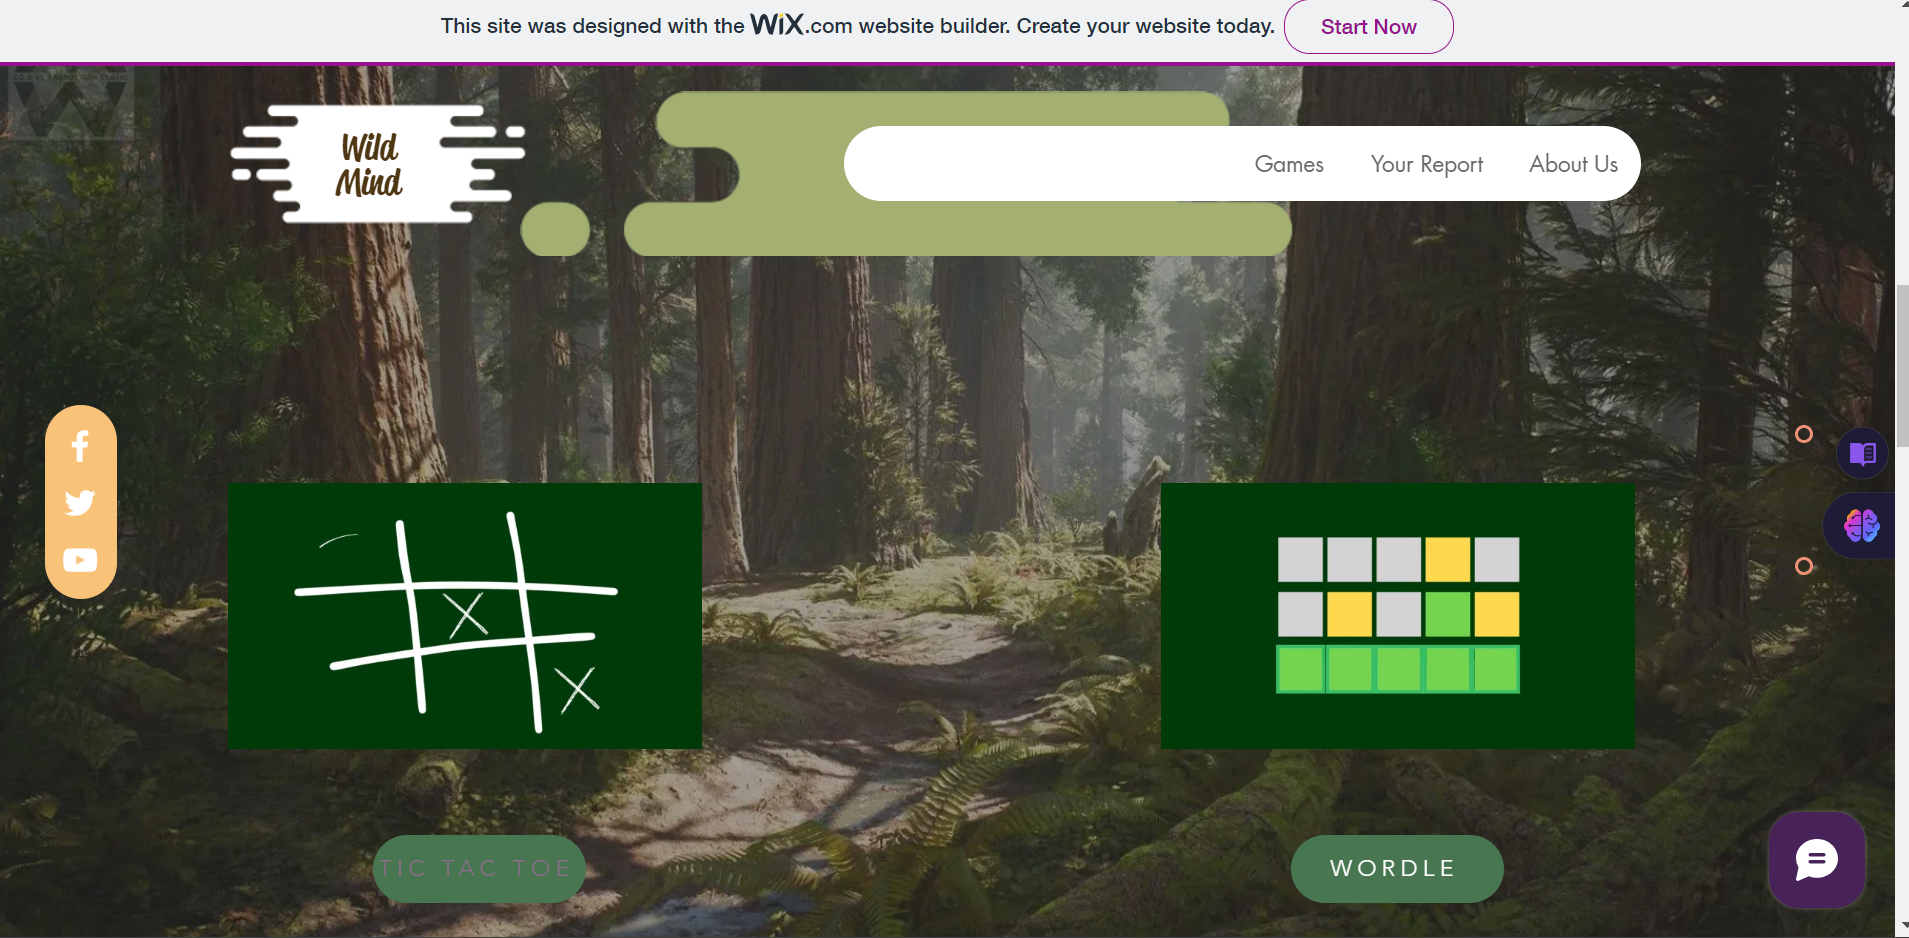 This site was designed with the WiX.com website builder. Create your website today. Start Now
Wild
Mind
Games Your Report About Us
TIC TAC TOE WORDLE